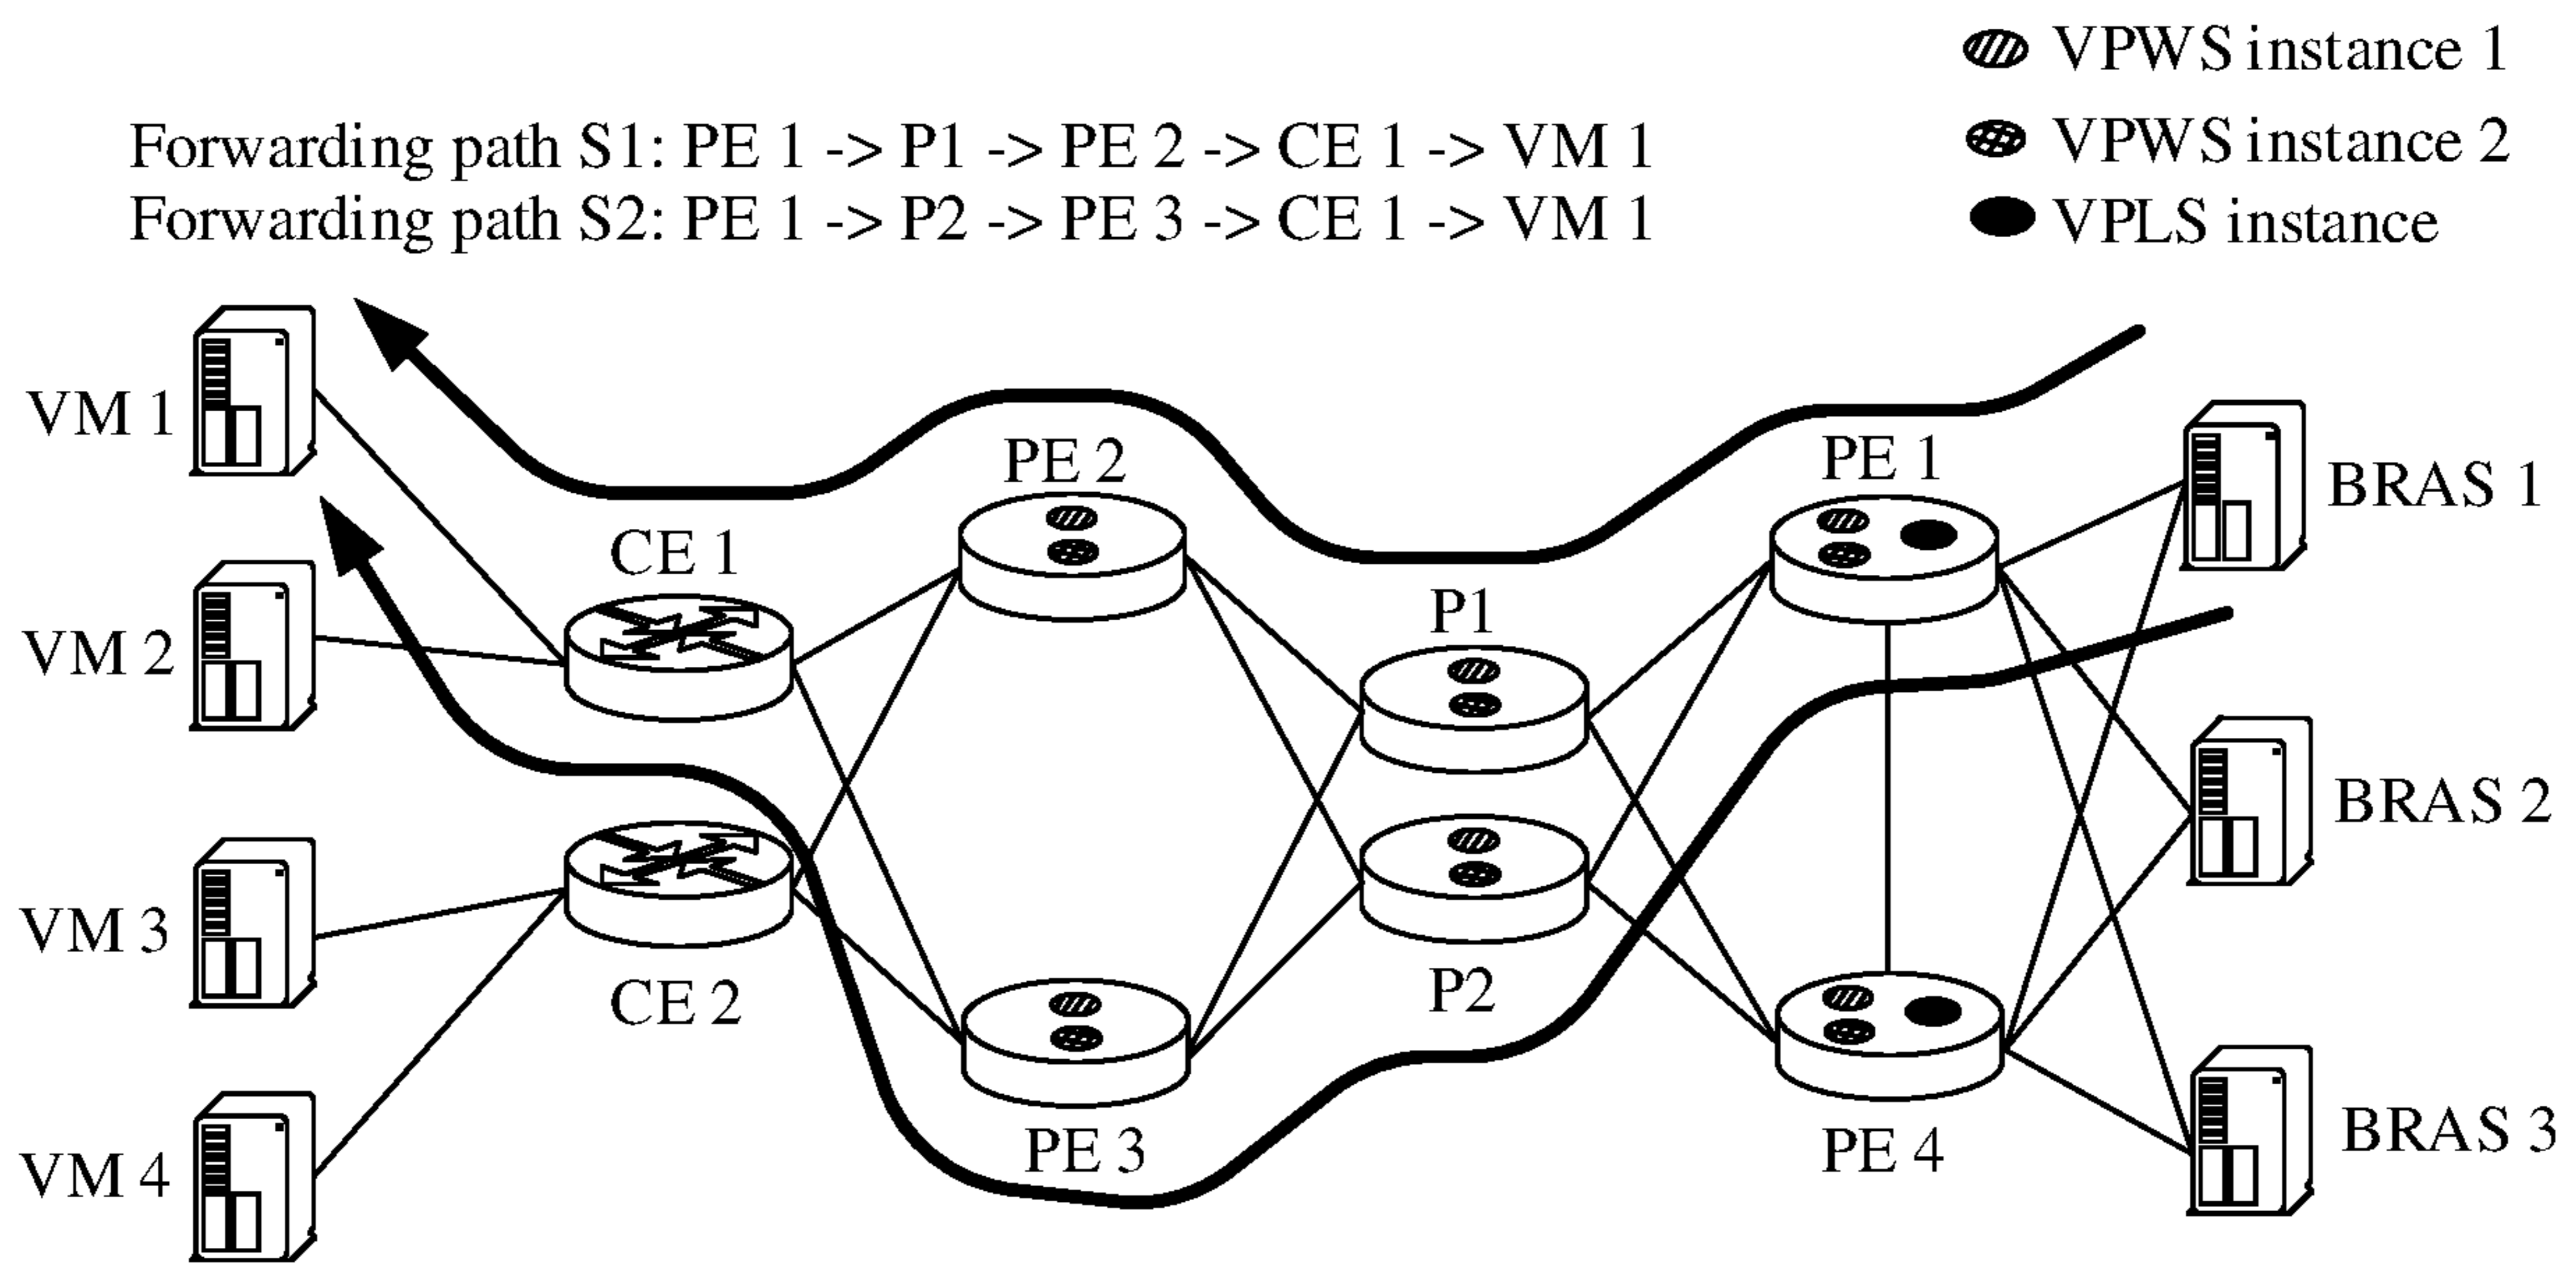 VPWS instance 1
Forwarding path S1: PE 1 -> P1 -> PE 2 -> CE 1 -> VM 1
VPWS instance 2
Forwarding path S2: PE 1 -> P2 -> PE 3 -> CE 1 -> VM 1
VPLS instance
VM 1
PE 2
PE 1
BRAS 1
CE 1
P1
VM 2
BRAS 2
VM 3
CE 2
P2
PE 3
PE 4
BRAS 3
VM 4